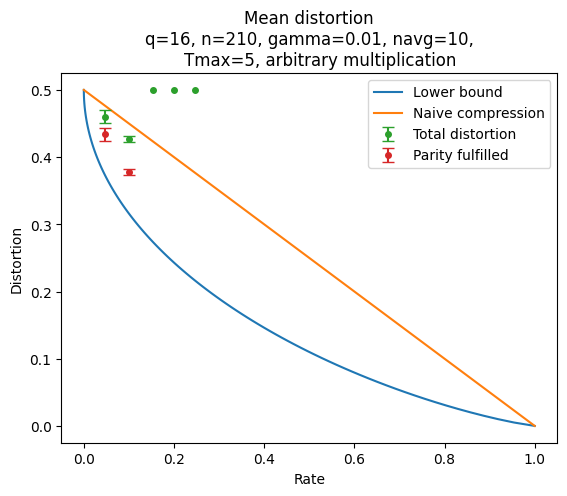 Mean distortion
q=16, n=210, gamma=0.01, navg=10,
Tmax=5, arbitrary multiplication
Lower bound
Naive compression
Total distortion
Parity fulfilled
Distortion
0.5
0.4
0.3
0.2
0.1
0.0
0.0 0.2 0.4 0.6 0.8 1.0
Rate